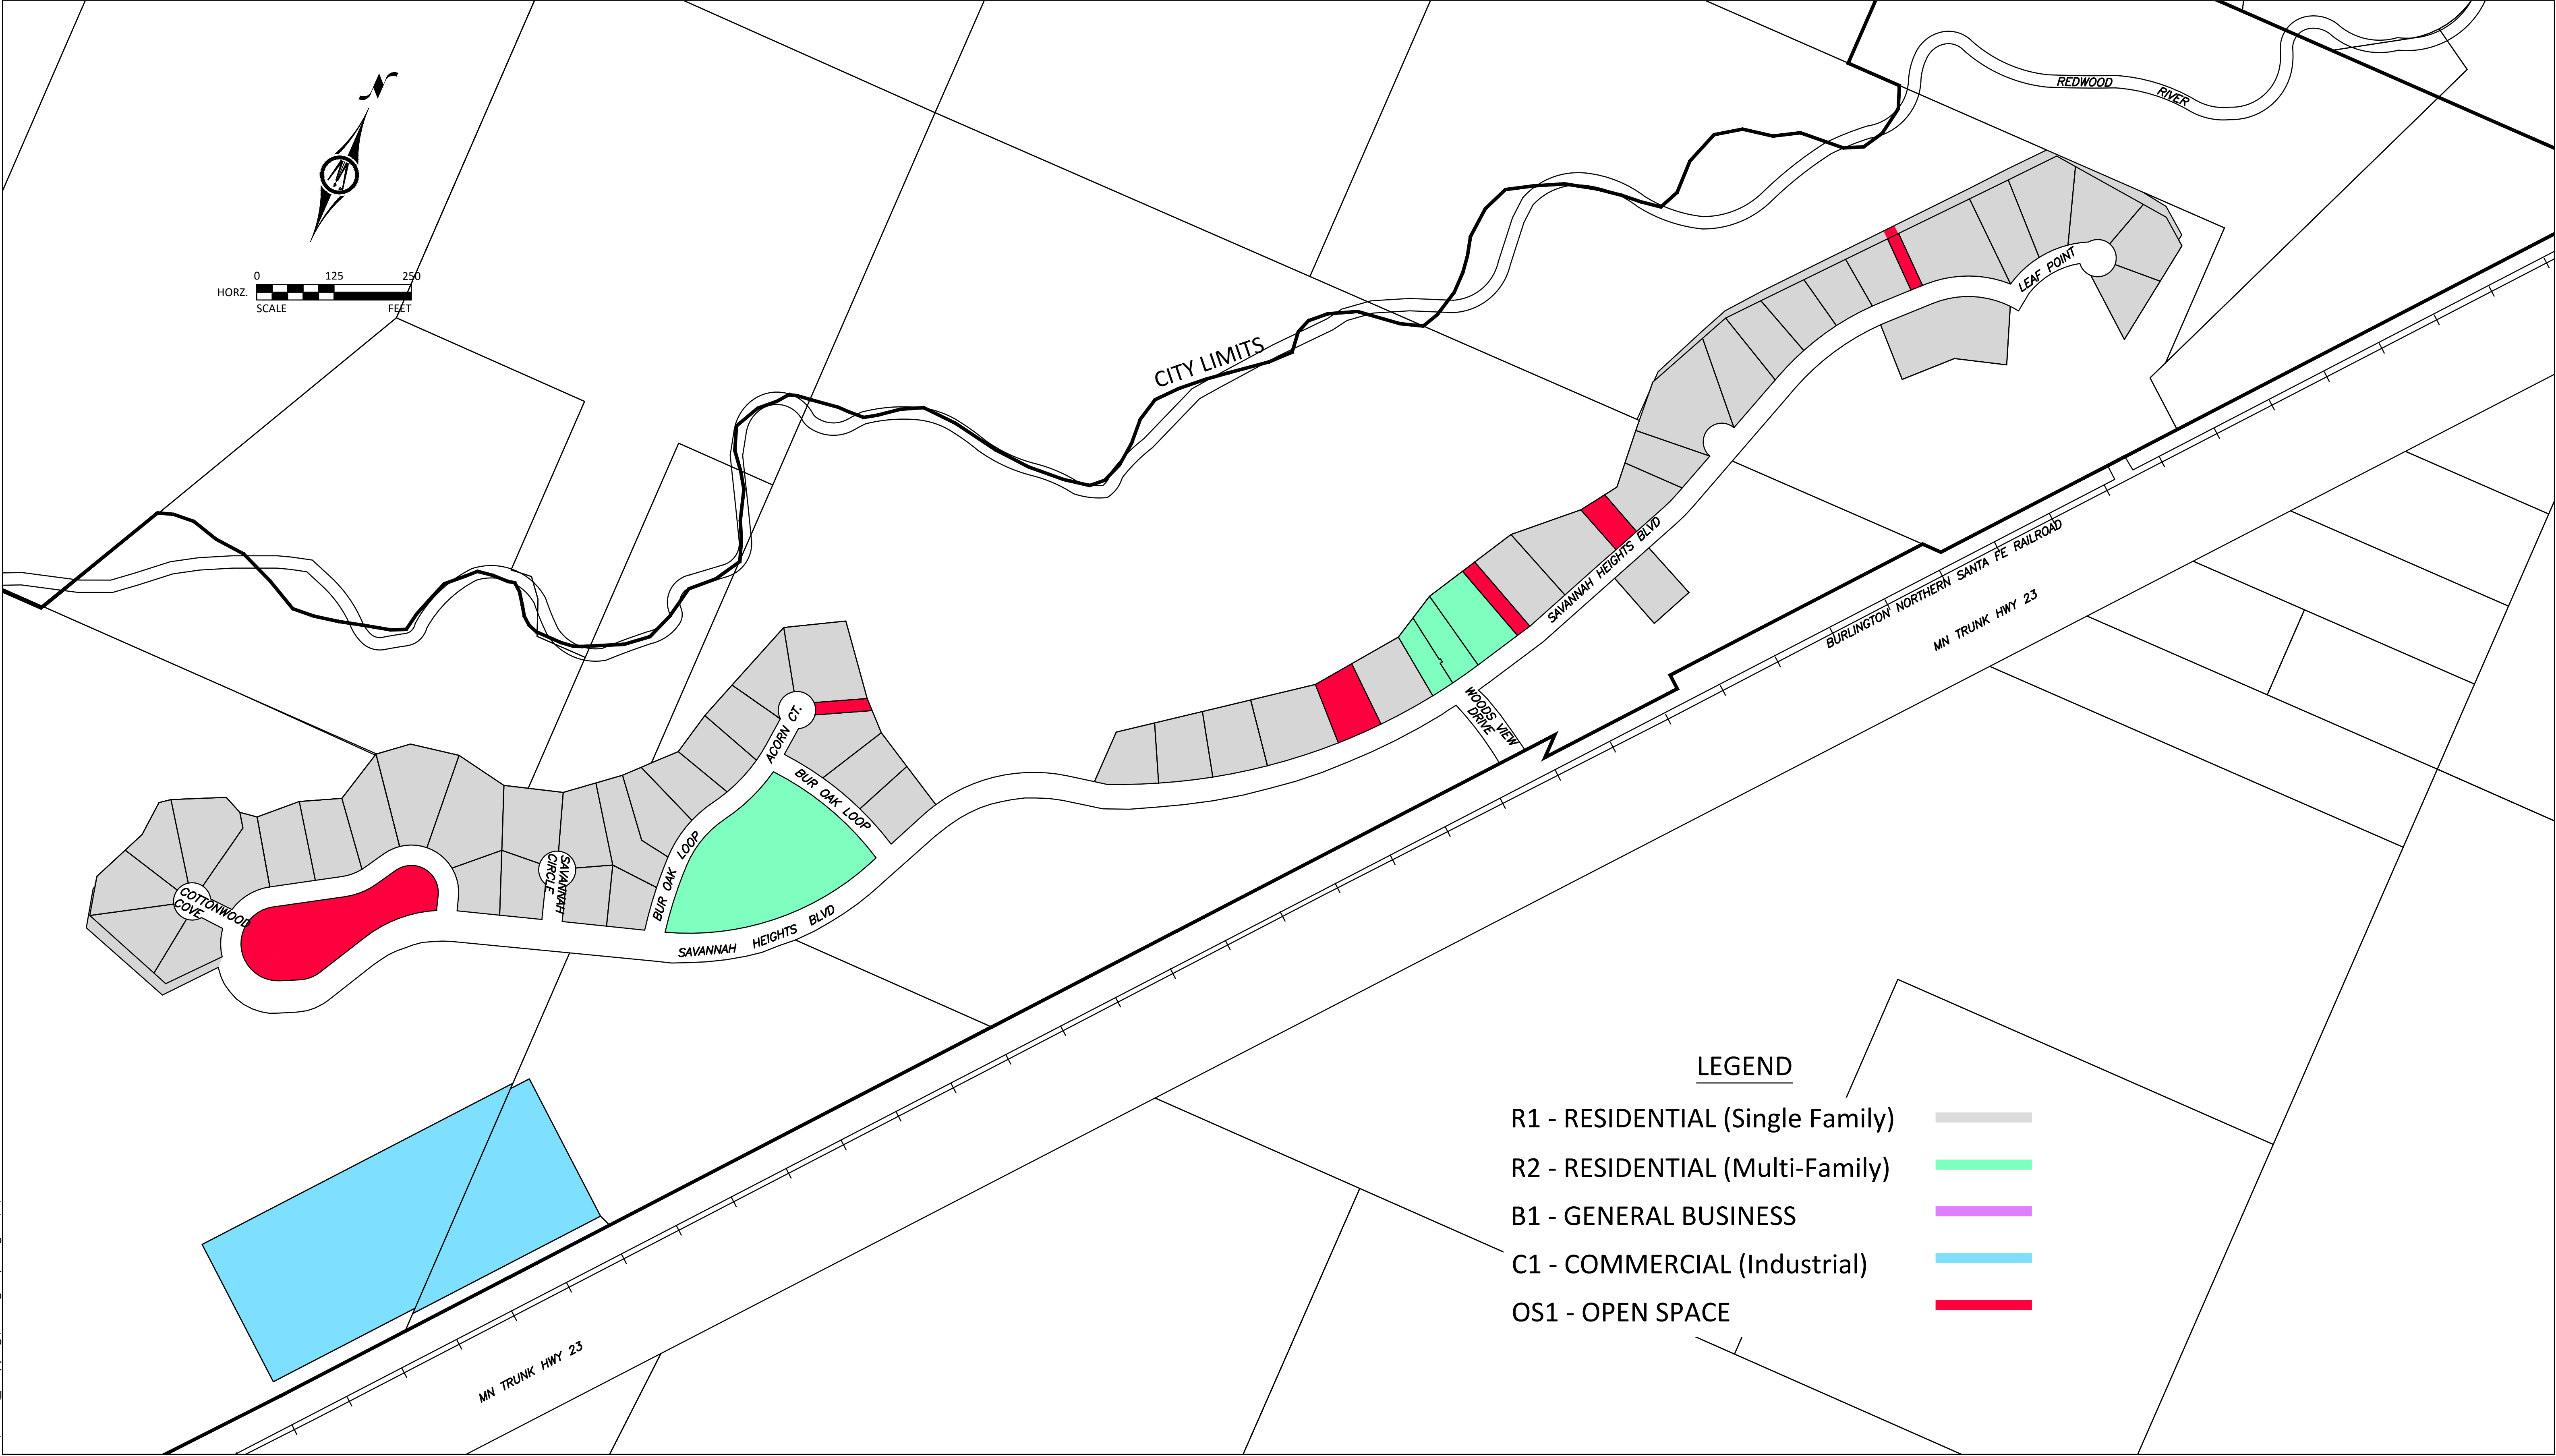 N
0 125 250
HORZ.
SCALE FEET
REDWOOD RIVER
CITY LIMITS
LEAF POINT
SAVANNAH HEIGHTS BLVD
BURLINGTON NORTHERN SANTA FE RAILROAD
MN TRUNK HWY 23
WOODS VIEW
DRIVE
ACORN CT.
BUR OAK LOOP
BUR OAK LOOP
SAVANNAH
CIRCLE
COTTONWOOD
COVE
SAVANNAH HEIGHTS BLVD
MN TRUNK HWY 23
LEGEND
R1 - RESIDENTIAL (Single Family)
R2 - RESIDENTIAL (Multi-Family)
B1 - GENERAL BUSINESS
C1 - COMMERCIAL (Industrial)
OS1 - OPEN SPACE